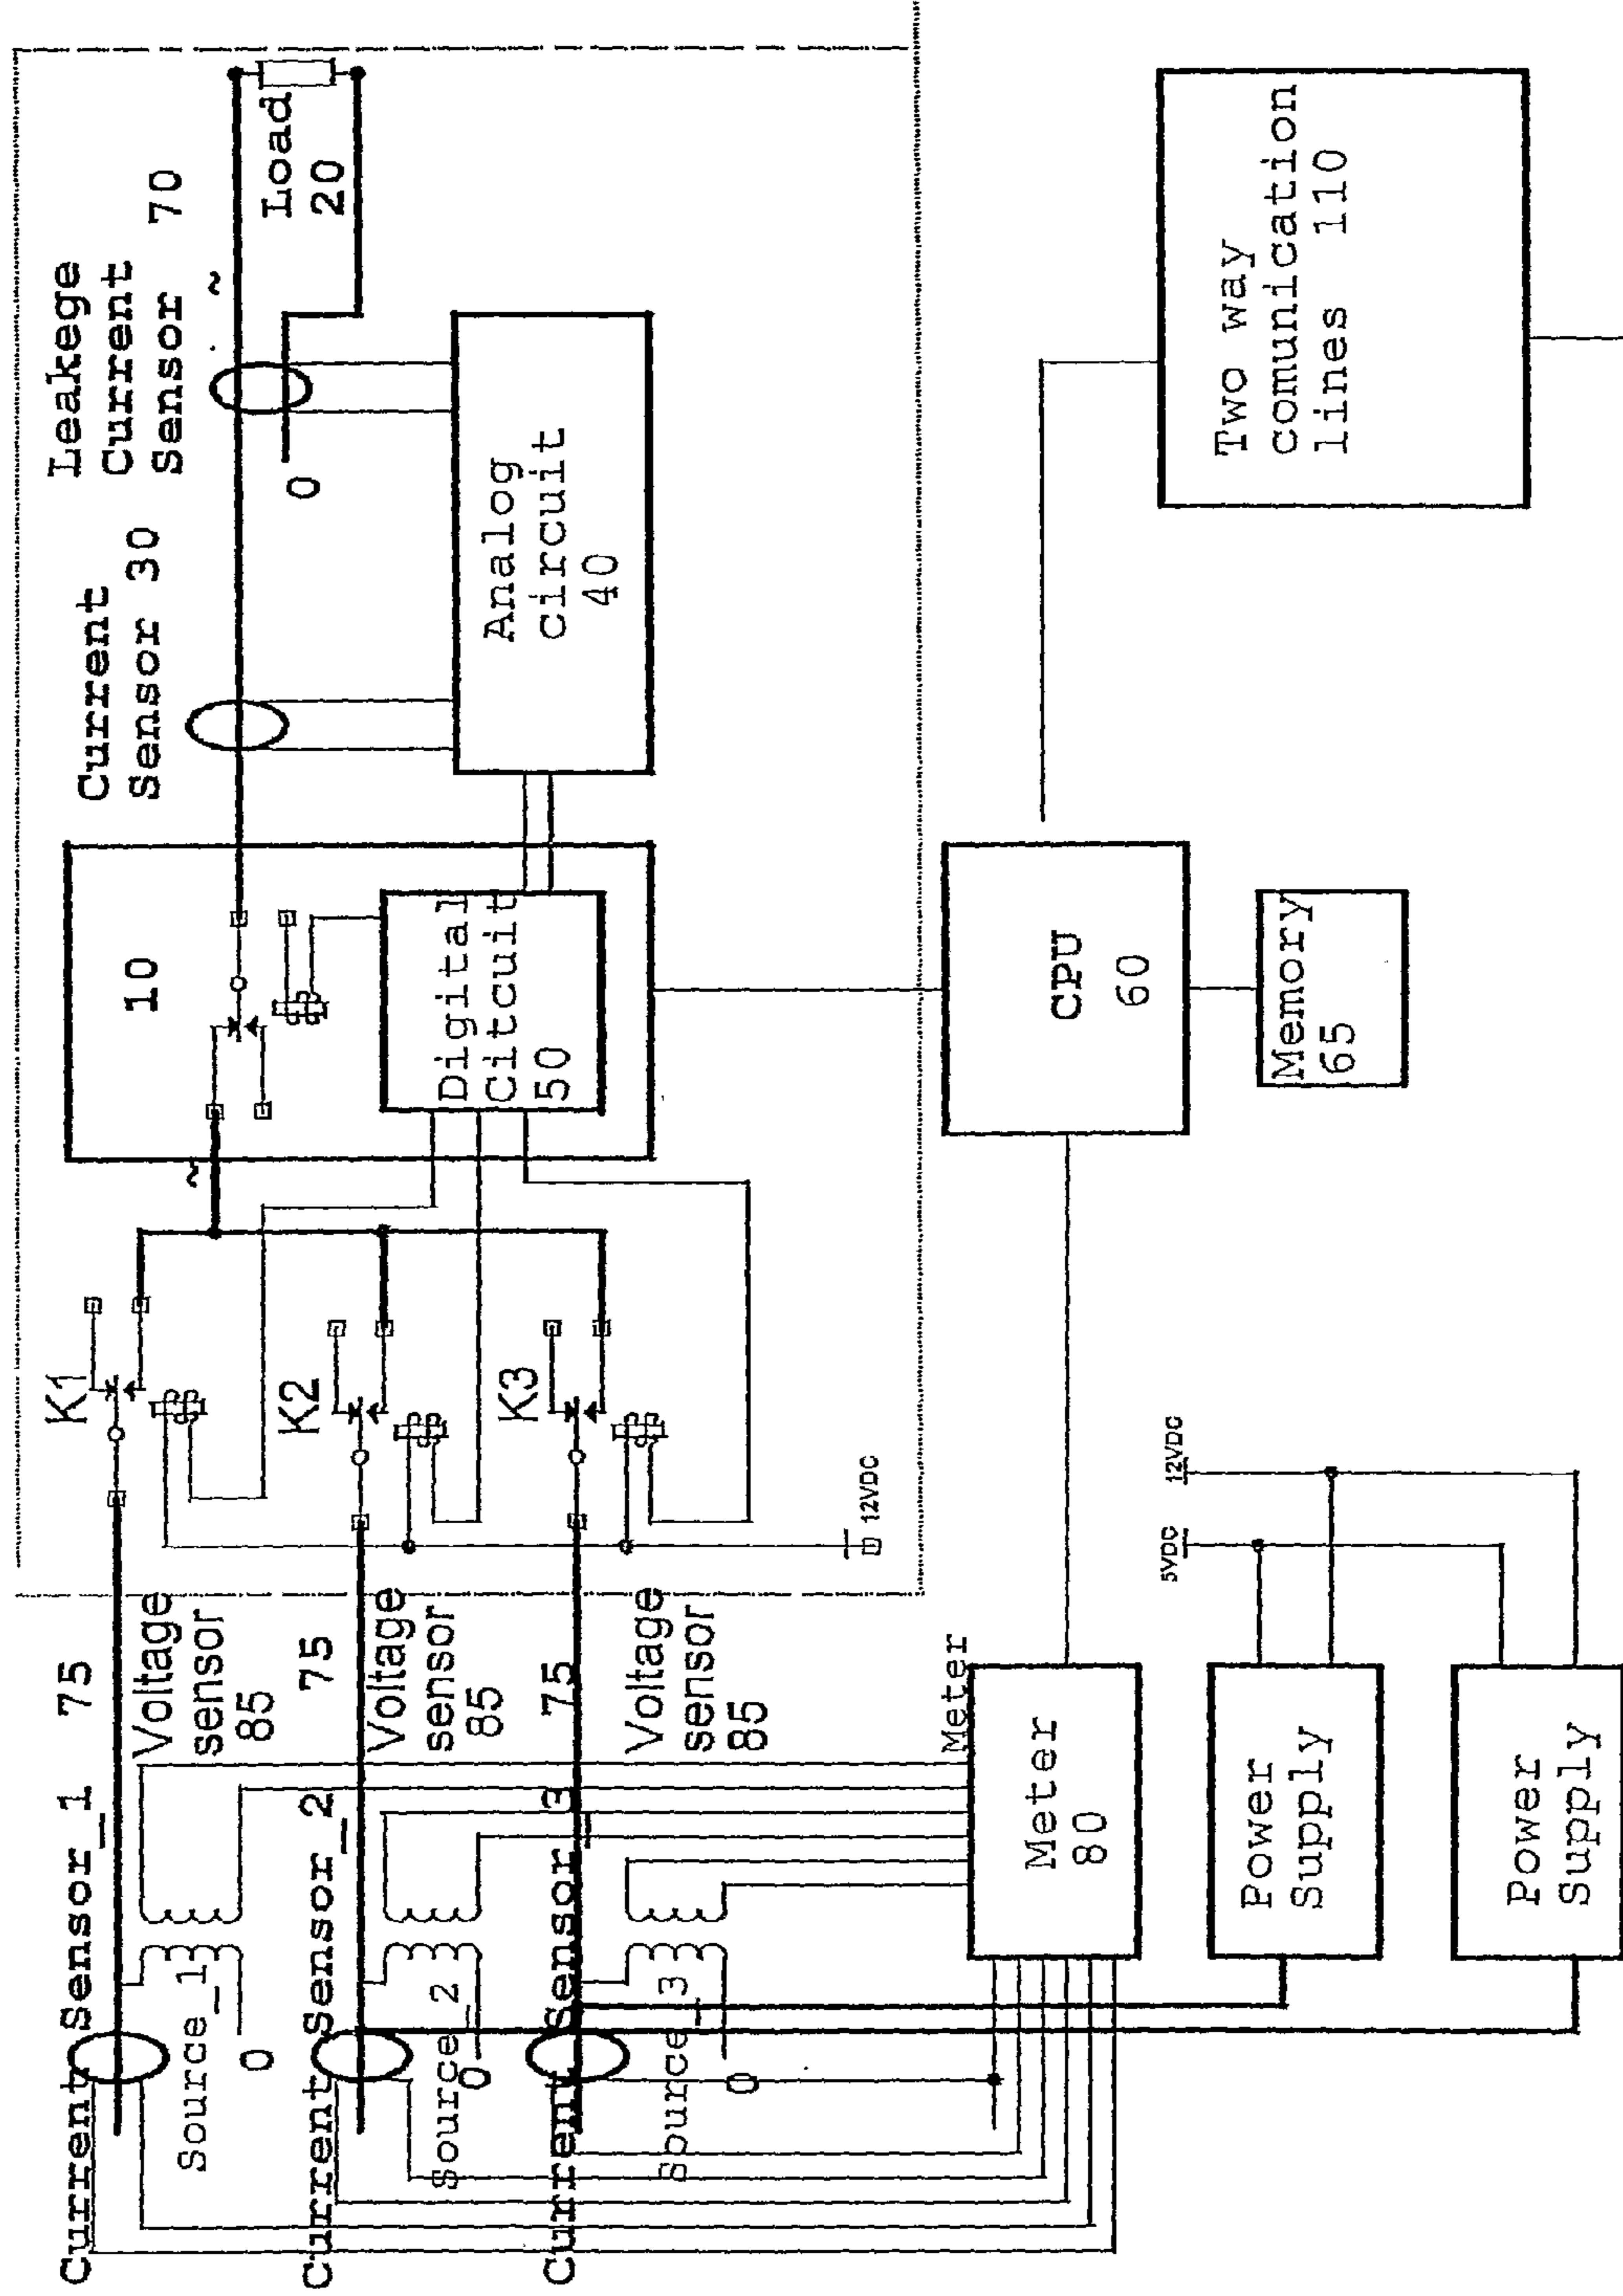 Current Sensor_1 75
Voltage
sensor
85
Source_1
0
K1
Current Sensor_2 75
Voltage
sensor
85
Source_2
0
K2
Current Sensor_3 75
Voltage
sensor
85
Source_3
0
K3
12VDC
~
10
Digital
Citcuit
50
Current
Sensor 30
Leakege
Current
Sensor 70
~
0
Load
20
Analog
circuit
40
Meter
Meter
80
CPU
60
Memory
65
Two way
comunication
lines 110
5VDC
12VDC
Power
Supply
Power
Supply